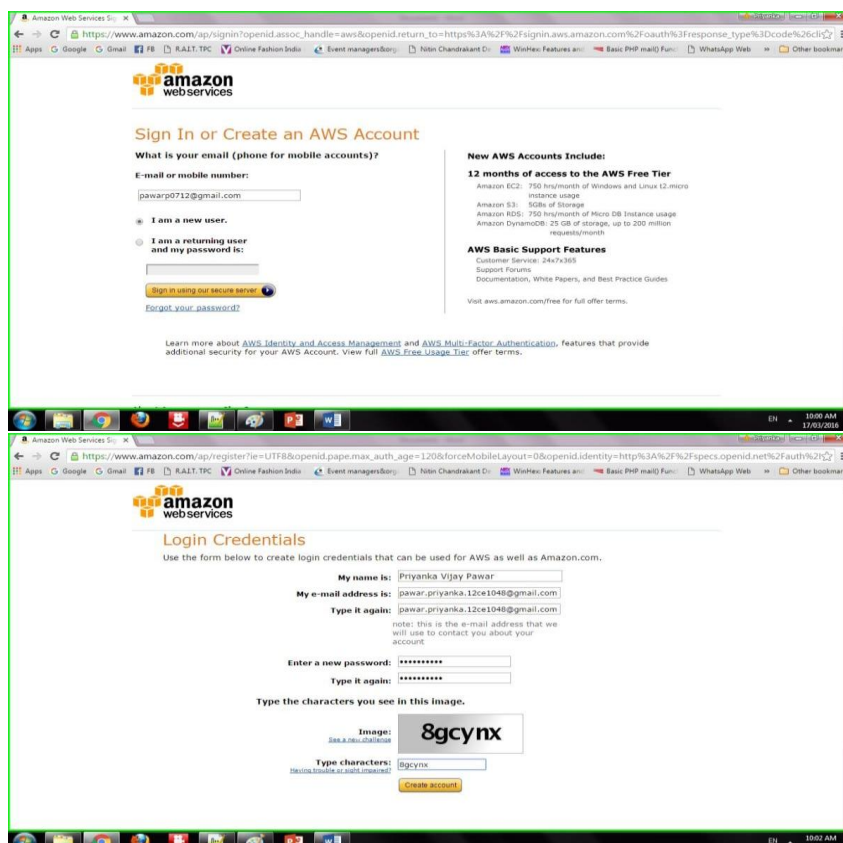 Amazon Web Services Sig
https://www.amazon.com/ap/signin?openid.assoc_handle=aws&openid.return_to=https%3A%2F%2Fsignin.aws.amazon.com%2Foauth%3Fresponse_type%3Dcode%26cli
Apps Google Gmail FB R.A.I.T. TPC Online Fashion India Event managers&org Nitin Chandrakant De WinHex: Features and Basic PHP mail() Func WhatsApp Web » Other bookmar
amazon
webservices
Sign In or Create an AWS Account
What is your email (phone for mobile accounts)?
E-mail or mobile number:
pawarp0712@gmail.com
I am a new user.
I am a returning user
and my password is:
Sign in using our secure server
Forgot your password?
New AWS Accounts Include:
12 months of access to the AWS Free Tier
Amazon EC2: 750 hrs/month of Windows and Linux t2.micro
instance usage
Amazon S3: 5GBs of Storage
Amazon RDS: 750 hrs/month of Micro DB Instance usage
Amazon DynamoDB: 25 GB of storage, up to 200 million
requests/month
AWS Basic Support Features
Customer Service: 24x7x365
Support Forums
Documentation, White Papers, and Best Practice Guides
Visit aws.amazon.com/free for full offer terms.
Learn more about AWS Identity and Access Management and AWS Multi-Factor Authentication, features that provide
additional security for your AWS Account. View full AWS Free Usage Tier offer terms.
EN 10:00 AM
17/03/2016
Amazon Web Services Sig
https://www.amazon.com/ap/register?ie=UTF8&openid.pape.max_auth_age=120&forceMobileLayout=0&openid.identity=http%3A%2F%2Fspecs.openid.net%2Fauth%2F
Apps Google Gmail FB R.A.I.T. TPC Online Fashion India Event managers&org Nitin Chandrakant De WinHex: Features and Basic PHP mail() Func WhatsApp Web » Other bookmar
amazon
webservices
Login Credentials
Use the form below to create login credentials that can be used for AWS as well as Amazon.com.
My name is: Priyanka Vijay Pawar
My e-mail address is: pawar.priyanka.12ce1048@gmail.com
Type it again: pawar.priyanka.12ce1048@gmail.com
note: this is the e-mail address that we
will use to contact you about your
account
Enter a new password: ••••••••••
Type it again: ••••••••••
Type the characters you see in this image.
Image: 8gcynx
See a new challenge
Type characters: 8gcynx
Having trouble or sight impaired?
Create account
EN 10:02 AM